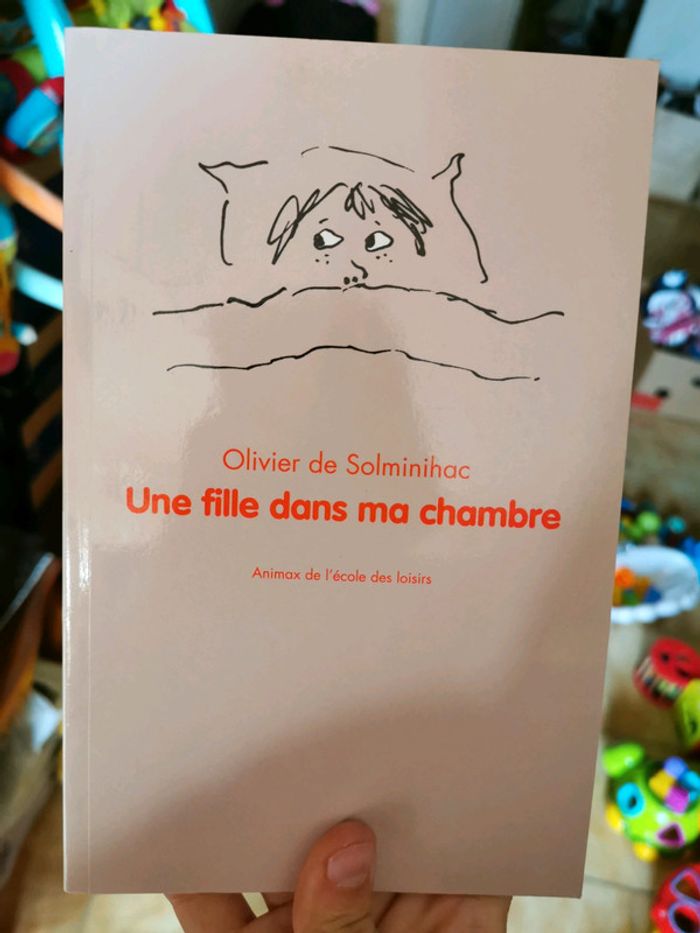 Olivier de Solminihac
Une fille dans ma chambre
Animax de l'école des loisirs